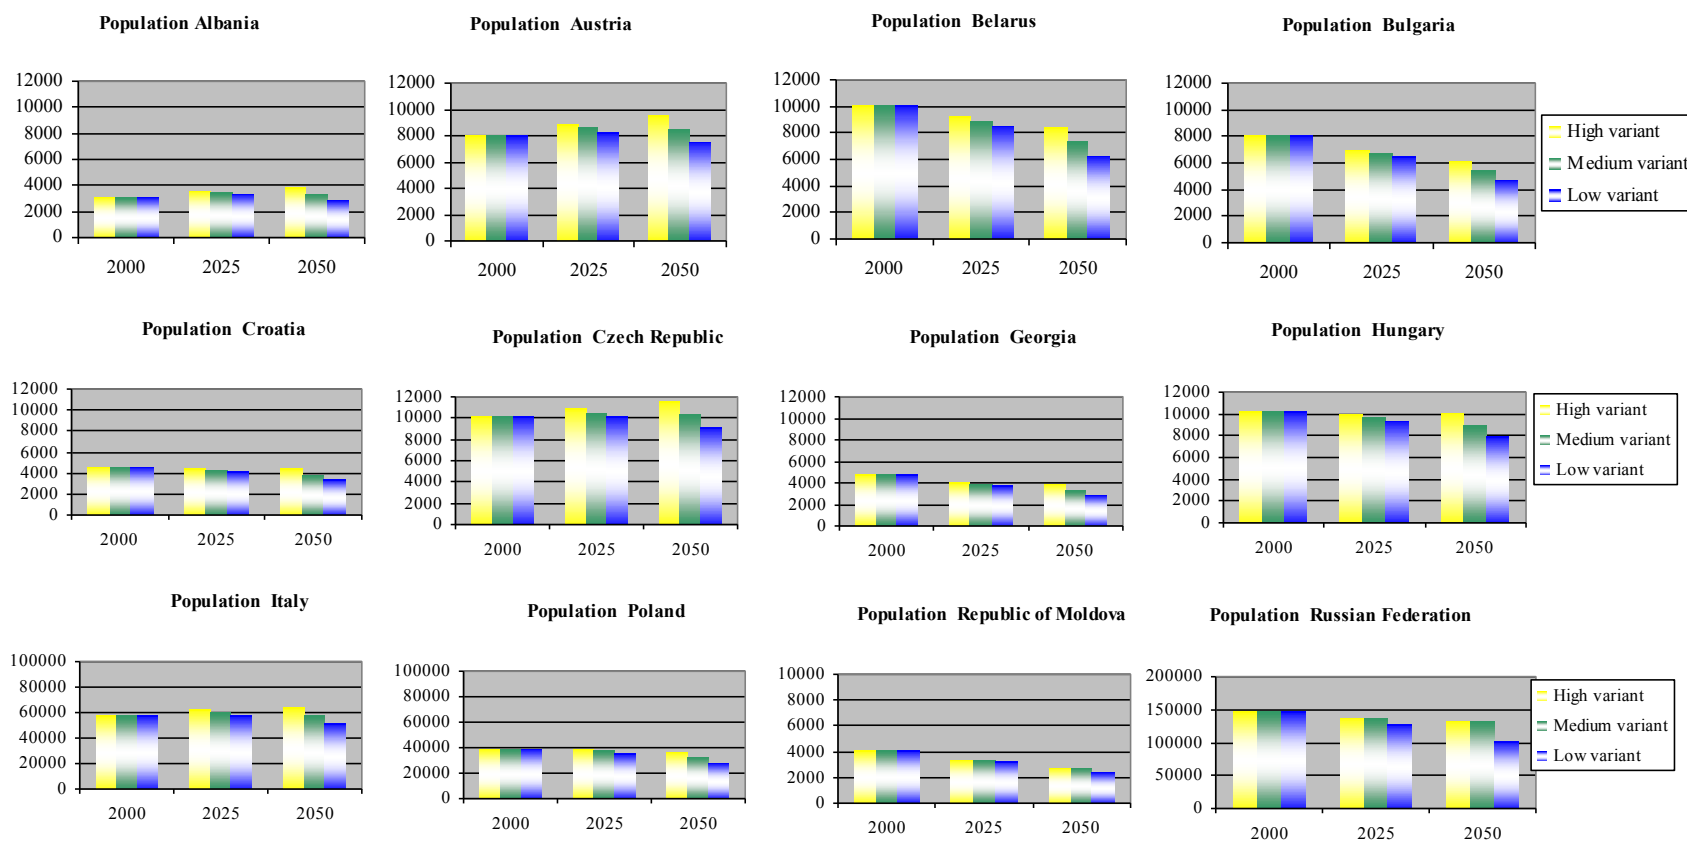 Population Albania
12000
10000
8000
6000
4000
2000
0
2000 2025 2050
Population Austria
12000
10000
8000
6000
4000
2000
0
2000 2025 2050
Population Belarus
12000
10000
8000
6000
4000
2000
0
2000 2025 2050
Population Bulgaria
12000
10000
8000
6000
4000
2000
0
2000 2025 2050
High variant
Medium variant
Low variant
Population Croatia
12000
10000
8000
6000
4000
2000
0
2000 2025 2050
Population Czech Republic
12000
10000
8000
6000
4000
2000
0
2000 2025 2050
Population Georgia
12000
10000
8000
6000
4000
2000
0
2000 2025 2050
Population Hungary
12000
10000
8000
6000
4000
2000
0
2000 2025 2050
High variant
Medium variant
Low variant
Population Italy
100000
80000
60000
40000
20000
0
2000 2025 2050
Population Poland
100000
80000
60000
40000
20000
0
2000 2025 2050
Population Republic of Moldova
10000
8000
6000
4000
2000
0
2000 2025 2050
Population Russian Federation
200000
150000
100000
50000
0
2000 2025 2050
High variant
Medium variant
Low variant